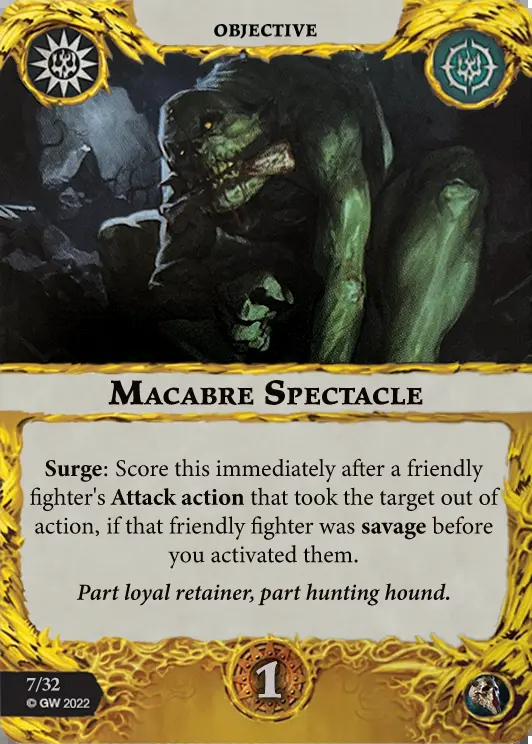 OBJECTIVE
MACABRE SPECTACLE
Surge: Score this immediately after a friendly
fighter's Attack action that took the target out of
action, if that friendly fighter was savage before
you activated them.
Part loyal retainer, part hunting hound.
1
7/32
© GW 2022